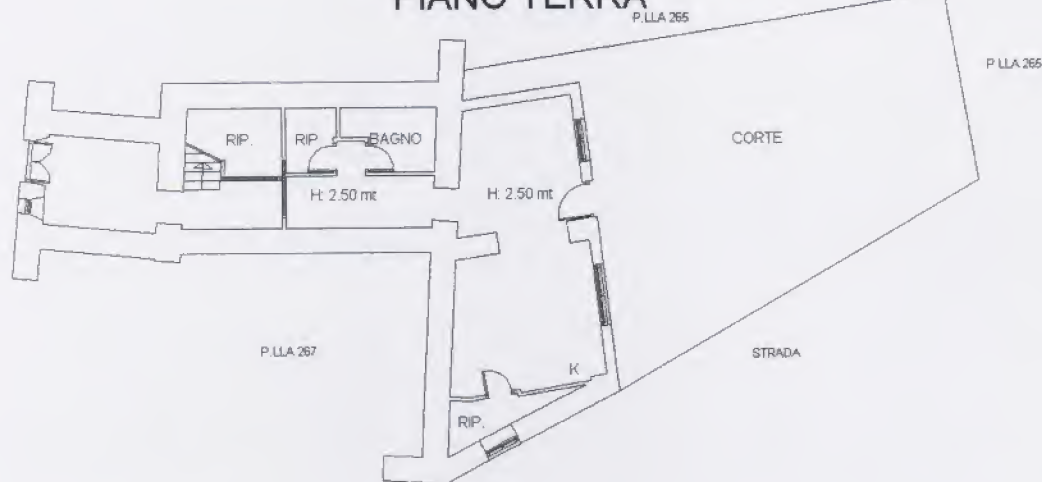 PIANO TERRA
P.LLA 265
P.LLA 265
CORTE
RIP.
RIP
BAGNO
H: 2.50 mt
H: 2.50 mt
P.LLA 267
STRADA
K
RIP.